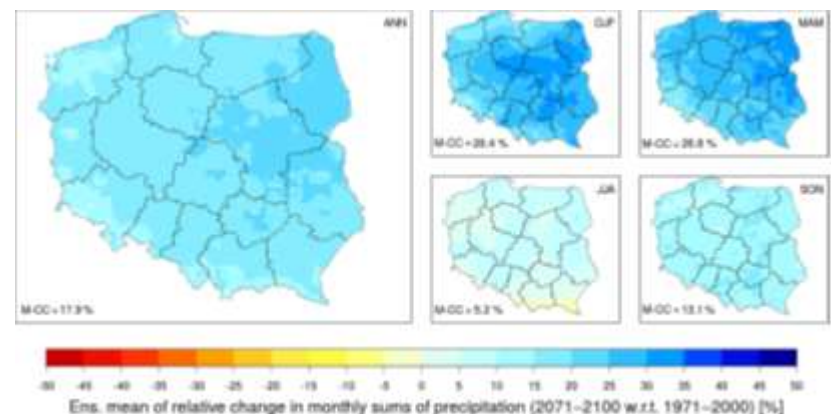 ANN
M-CC = 17.9 %
DJF
M-CC = 28.4 %
MAM
M-CC = 26.8 %
JJA
M-CC = 5.2 %
SON
M-CC = 13.1 %
-50 -45 -40 -35 -30 -25 -20 -15 -10 -5 0 5 10 15 20 25 30 35 40 45 50
Ens. mean of relative change in monthly sums of precipitation (2071–2100 w.r.t. 1971–2000) [%]